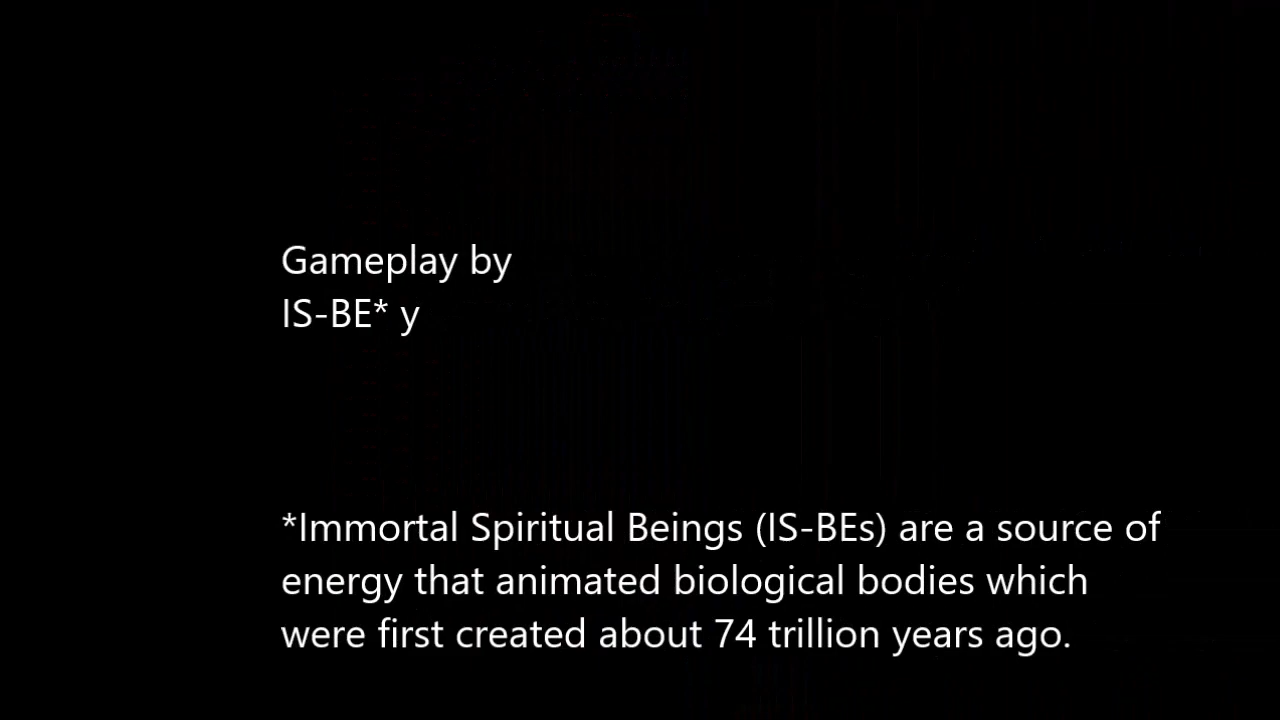 Gameplay by
IS-BE* y
*Immortal Spiritual Beings (IS-BEs) are a source of
energy that animated biological bodies which
were first created about 74 trillion years ago.